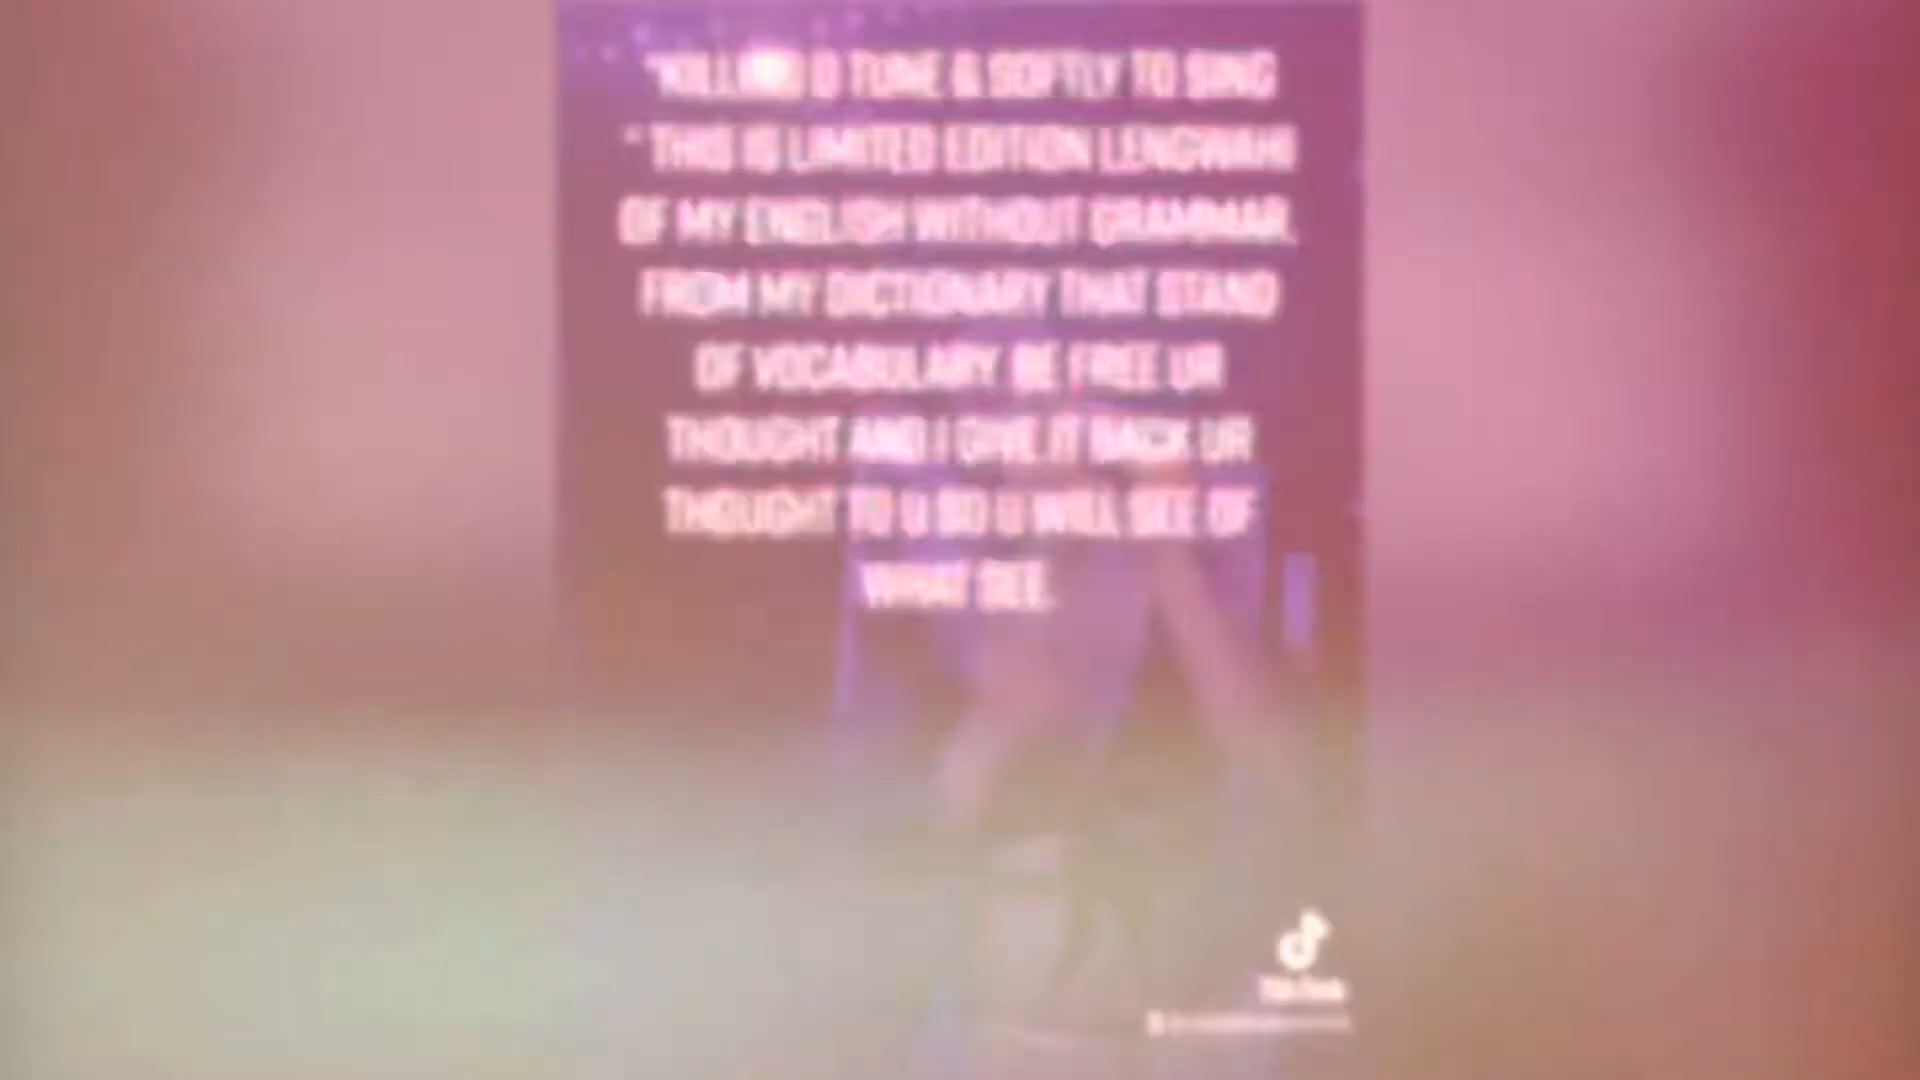 "KILLING D TUNE & SOFTLY TO SING
" THIS IS LIMITED EDITION LENGWAHI
OF MY ENGLISH WITHOUT GRAMMAR,
FROM MY DICTIONARY THAT STAND
OF VOCABULARY BE FREE UR
THOUGHT AND I GIVE IT BACK UR
THOUGHT TO U SO U WILL SEE OF
WHAT SEE.
TikTok